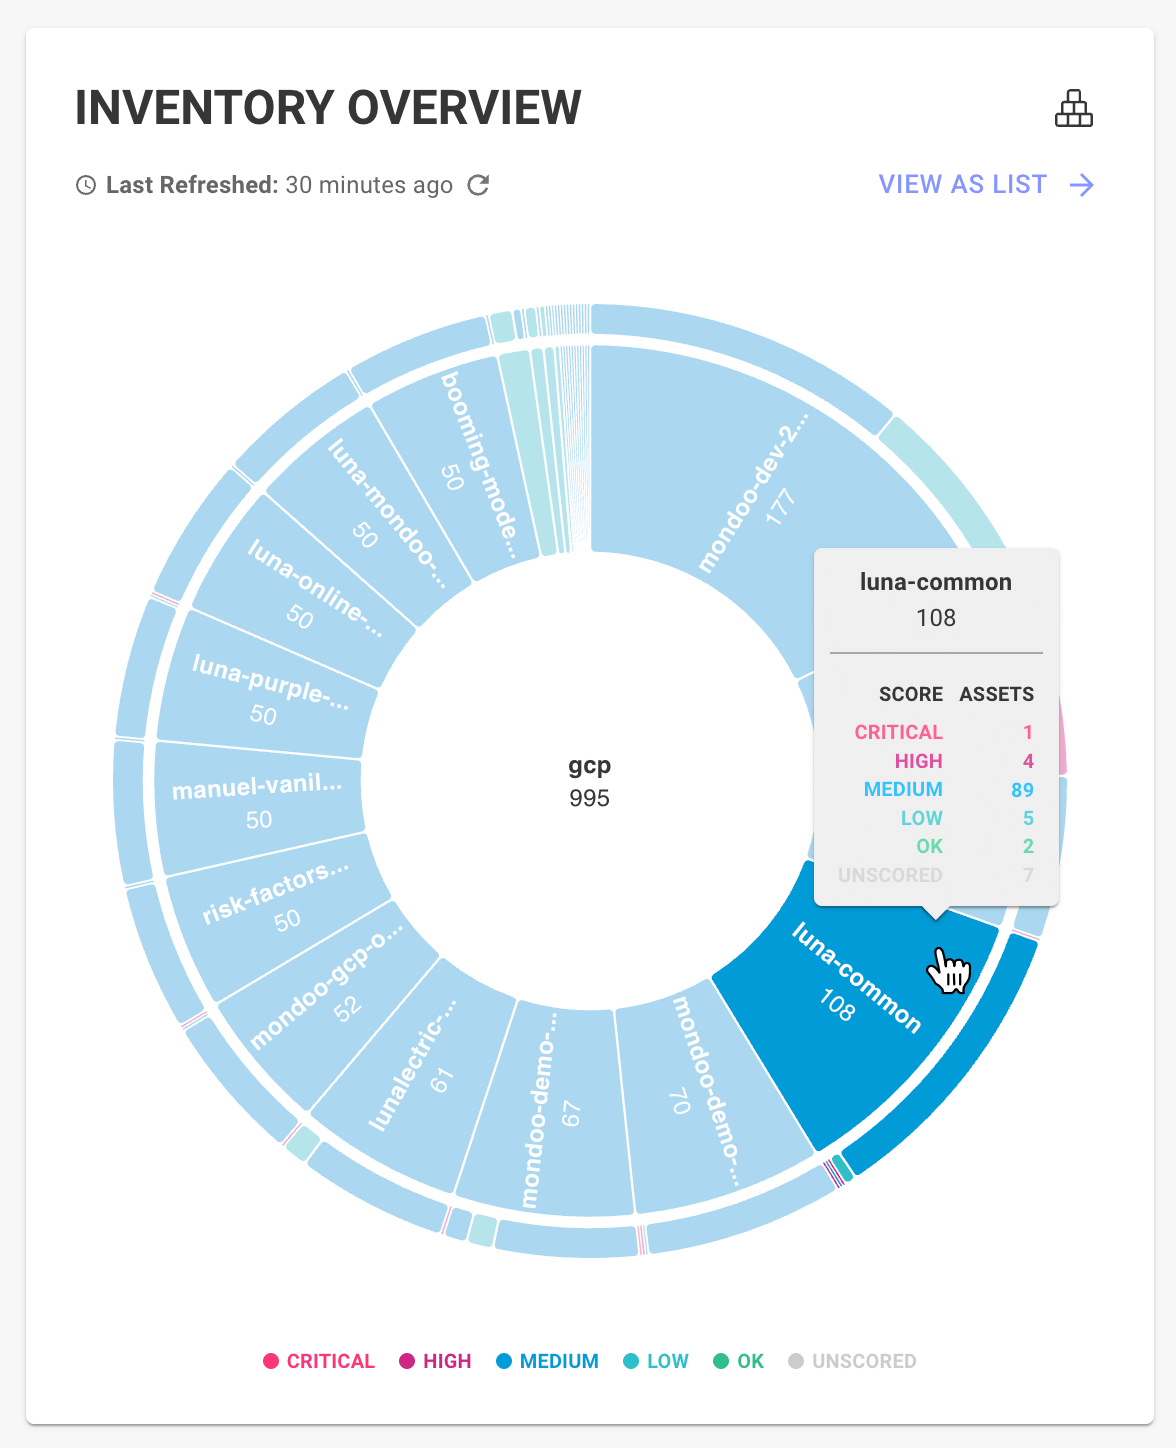 INVENTORY OVERVIEW
Last Refreshed: 30 minutes ago
VIEW AS LIST
mondoo-dev-2...
177
luna-common
108
SCORE ASSETS
CRITICAL 1
HIGH 4
MEDIUM 89
LOW 5
OK 2
UNSCORED 7
luna-common
108
mondoo-demo-...
70
mondoo-demo-...
67
lunalectric-...
61
mondoo-gcp-o...
52
risk-factors...
50
manuel-vanil...
50
luna-purple-...
50
luna-online-...
50
luna-mondoo-...
50
booming-mode...
50
gcp
995
CRITICAL HIGH MEDIUM LOW OK UNSCORED